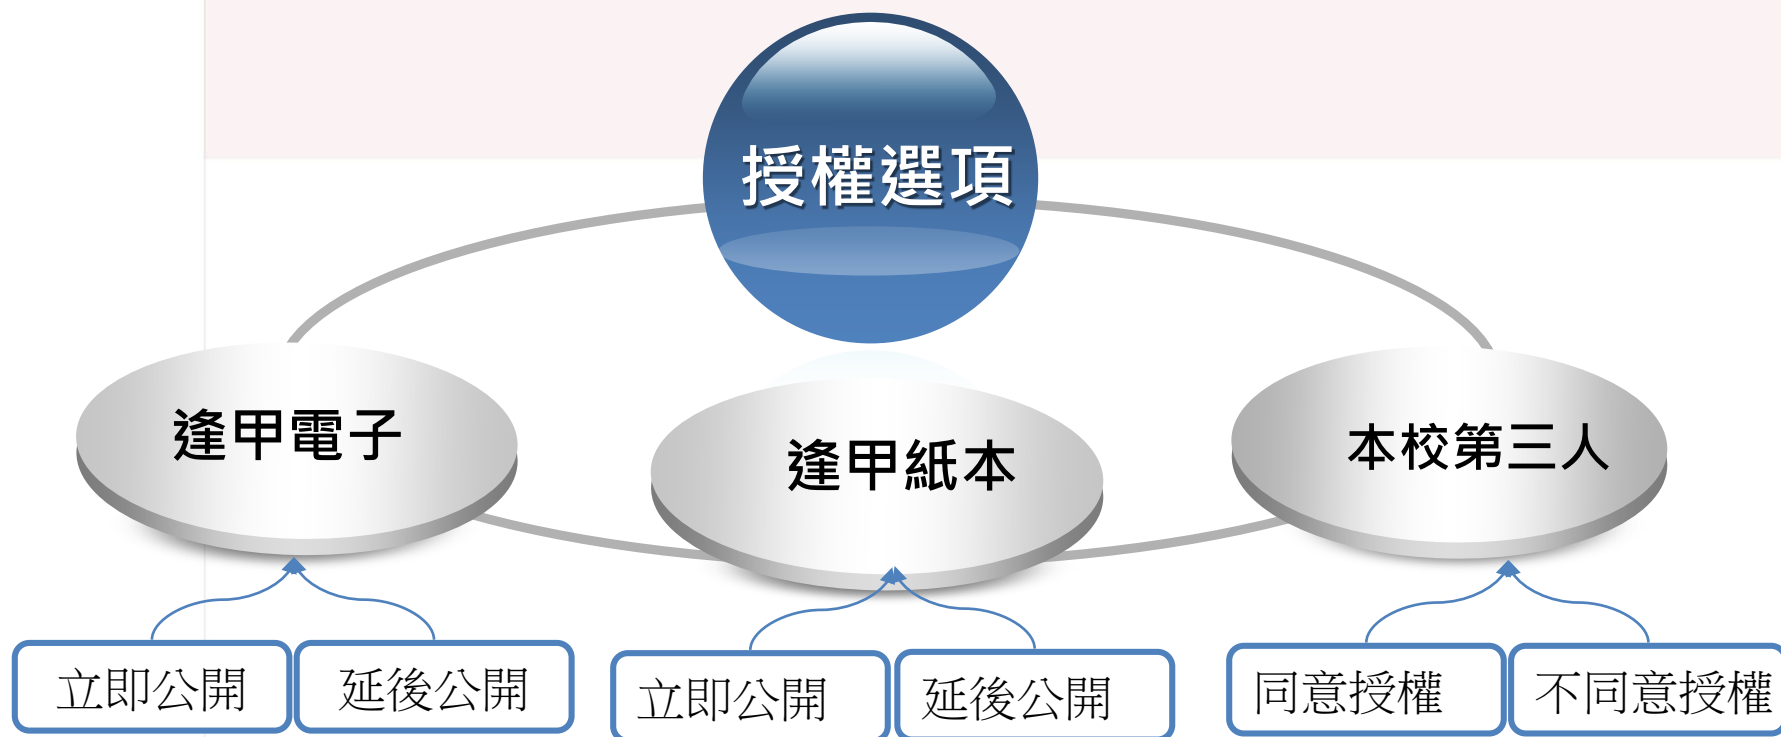 授權選項
逢甲電子
逢甲紙本
本校第三人
立即公開
延後公開
立即公開
延後公開
同意授權
不同意授權